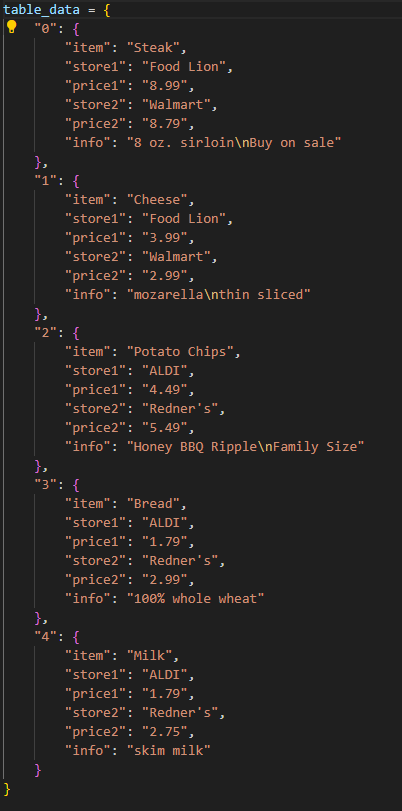 table_data = {
    "0": {
        "item": "Steak",
        "store1": "Food Lion",
        "price1": "8.99",
        "store2": "Walmart",
        "price2": "8.79",
        "info": "8 oz. sirloin\nBuy on sale"
    },
    "1": {
        "item": "Cheese",
        "store1": "Food Lion",
        "price1": "3.99",
        "store2": "Walmart",
        "price2": "2.99",
        "info": "mozarella\nthin sliced"
    },
    "2": {
        "item": "Potato Chips",
        "store1": "ALDI",
        "price1": "4.49",
        "store2": "Redner's",
        "price2": "5.49",
        "info": "Honey BBQ Ripple\nFamily Size"
    },
    "3": {
        "item": "Bread",
        "store1": "ALDI",
        "price1": "1.79",
        "store2": "Redner's",
        "price2": "2.99",
        "info": "100% whole wheat"
    },
    "4": {
        "item": "Milk",
        "store1": "ALDI",
        "price1": "1.79",
        "store2": "Redner's",
        "price2": "2.75",
        "info": "skim milk"
    }
}